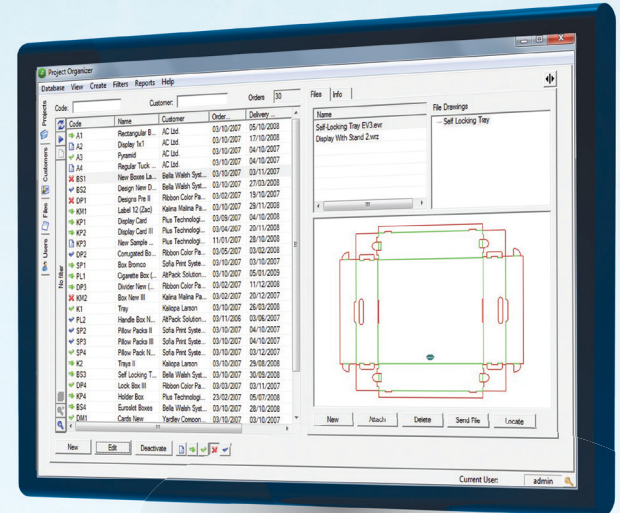 Project Organizer
Database View Create Filters Reports Help
Code: Customer: Orders 30
Projects
Customers
Files
Users
No filter
Code Name Customer Order... Delivery ...
A1 Rectangular B... AC Ltd. 03/10/2007 05/10/2008
A2 Display 1x1 AC Ltd. 03/10/2007 17/10/2008
A3 Pyramid AC Ltd. 03/10/2007 04/10/2008
A4 Regular Tuck ... AC Ltd. 03/10/2007 03/10/2008
BS1 New Boxes La... Bella Walsh Syst... 03/10/2007 03/11/2007
BS2 Design New D... Bella Walsh Syst... 03/10/2007 27/03/2008
DP1 Designs Pre II Ribbon Color Pa... 03/02/2007 19/10/2007
KM1 Label 12 (Zac) Kalina Malina Pa... 03/10/2007 29/11/2008
KP1 Display Card Plus Technologi... 03/09/2007 04/10/2008
KP2 Display Card III Plus Technologi... 03/04/2007 20/11/2008
KP3 New Sample ... Plus Technologi... 11/01/2007 28/10/2008
DP2 Corrugated Bo... Ribbon Color Pa... 03/05/2007 03/02/2008
SP1 Box Bronco Sofia Print Syste... 03/10/2007 03/10/2007
PL1 Cigarette Box (... AltPack Solution... 03/10/2007 05/01/2009
DP3 Divider New (... Ribbon Color Pa... 03/02/2007 11/12/2008
KM2 Box New III Kalina Malina Pa... 03/02/2007 20/12/2007
K1 Tray Kaliopa Larson 03/10/2007 26/03/2008
PL2 Handle Box N... AltPack Solution... 03/11/2006 03/06/2007
SP2 Pillow Packs II Sofia Print Syste... 03/10/2007 04/10/2007
SP3 Pillow Packs III Sofia Print Syste... 03/10/2007 04/10/2007
SP4 Pillow Pack N... Sofia Print Syste... 03/10/2007 03/12/2007
K2 Trays II Kaliopa Larson 03/10/2007 29/08/2008
BS3 Self Locking T... Bella Walsh Syst... 03/10/2007 30/09/2008
DP4 Lock Box III Ribbon Color Pa... 03/03/2007 03/11/2007
KP4 Holder Box Plus Technologi... 23/02/2007 05/07/2008
BS4 Euroslot Boxes Bella Walsh Syst... 03/10/2007 28/10/2008
DM1 Cards New Yardley Compon... 03/10/2007 03/10/2007
New Edit Deactivate
Files Info
Name
Self-Locking Tray EV3.evr
Display With Stand 2.wrz
File Drawings
Self Locking Tray
New Attach Delete Send File Locate
Current User: admin